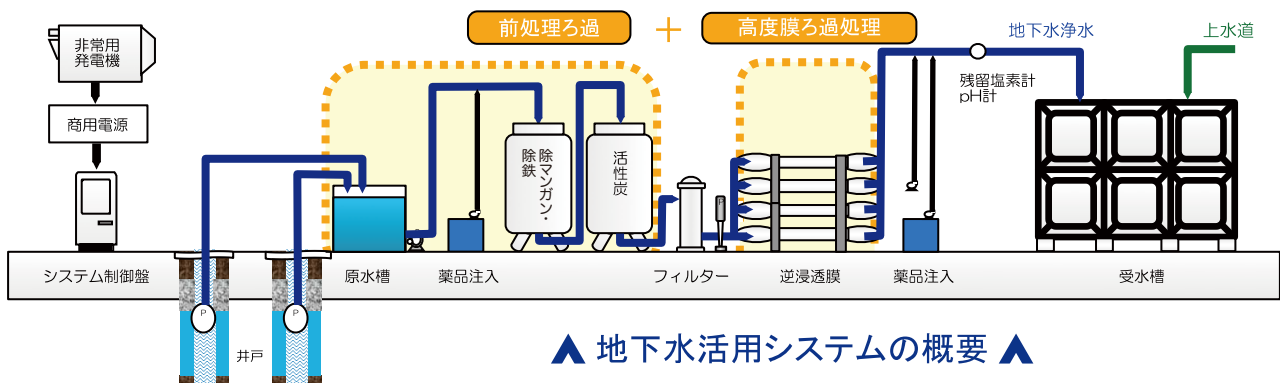 前処理ろ過
＋
高度膜ろ過処理
非常用
発電機
商用電源
地下水浄水
上水道
残留塩素計
pH計
除マンガン・
除鉄
活性炭
P
システム制御盤
原水槽
薬品注入
フィルター
逆浸透膜
薬品注入
受水槽
P
P
井戸
地下水活用システムの概要